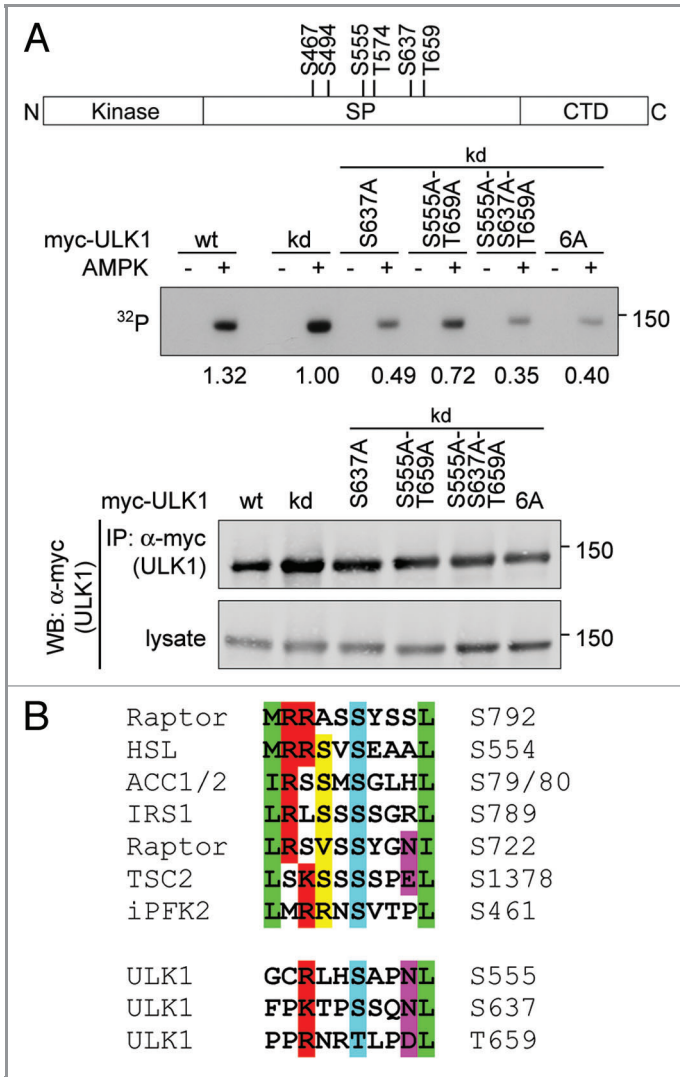 A
S467
S494
S555
T574
S637
T659
N Kinase SP CTD C
kd
S637A
S555A-
T659A
S555A-
S637A-
T659A
myc-ULK1 wt kd 6A
AMPK - + - + - + - + - + - +
32P 150
1.32 1.00 0.49 0.72 0.35 0.40
kd
S637A
S555A-
T659A
S555A-
S637A-
T659A
myc-ULK1 wt kd 6A
WB: α-myc
(ULK1)
IP: α-myc
(ULK1)
150
lysate 150
B
Raptor MRRASSYSSL S792
HSL MRRSVSEAAL S554
ACC1/2 IRSSMSGLHL S79/80
IRS1 LRLSSSSGRL S789
Raptor LRSVSSYGNI S722
TSC2 LSKSSSSPEL S1378
iPFK2 LMRRNSVTPL S461
ULK1 GCRLHSAPNL S555
ULK1 FPKTPSSQNL S637
ULK1 PPRNRTLPDL T659